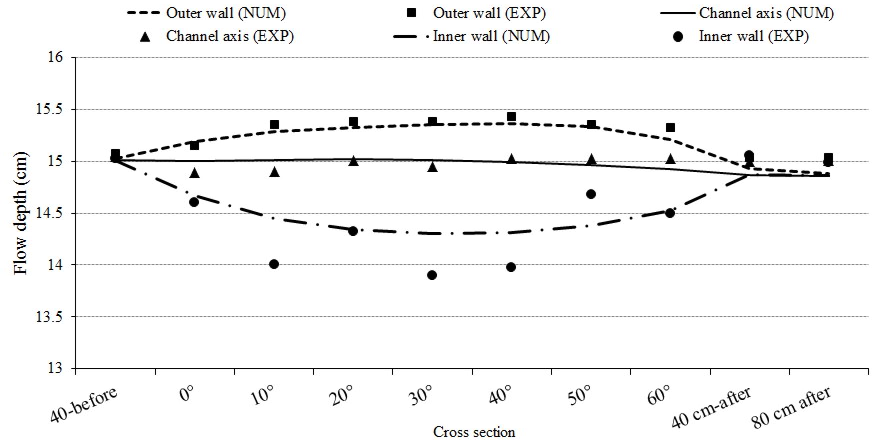 Outer wall (NUM) Outer wall (EXP) Channel axis (NUM)
Channel axis (EXP) Inner wall (NUM) Inner wall (EXP)
16
15.5
15
14.5
14
13.5
13
Flow depth (cm)
40-before 0° 10° 20° 30° 40° 50° 60° 40 cm-after 80 cm after
Cross section